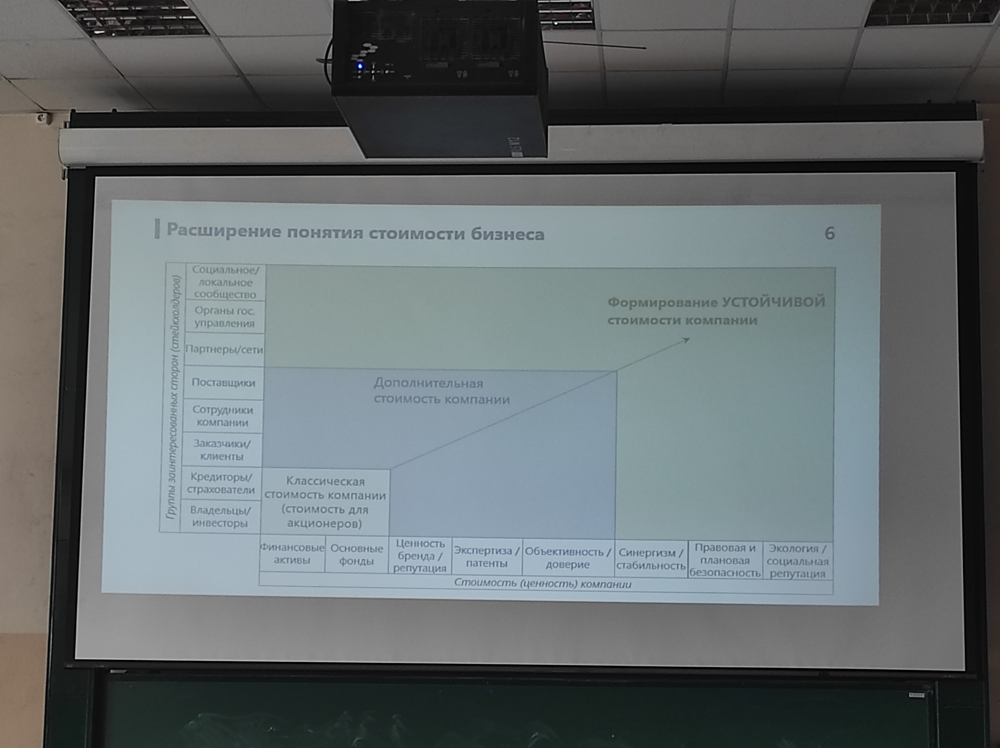 Расширение понятия стоимости бизнеса
6
Группы заинтересованных сторон (стейкхолдеров)
Социальное/
локальное
сообщество
Органы гос.
управления
Партнеры/сети
Поставщики
Сотрудники
компании
Заказчики/
клиенты
Кредиторы/
страхователи
Владельцы/
инвесторы
Формирование УСТОЙЧИВОЙ
стоимости компании
Дополнительная
стоимость компании
Классическая
стоимость компании
(стоимость для
акционеров)
Финансовые
активы
Основные
фонды
Ценность
бренда /
репутация
Экспертиза /
патенты
Объективность /
доверие
Синергизм /
стабильность
Правовая и
плановая
безопасность
Экология /
социальная
репутация
Стоимость (ценность) компании